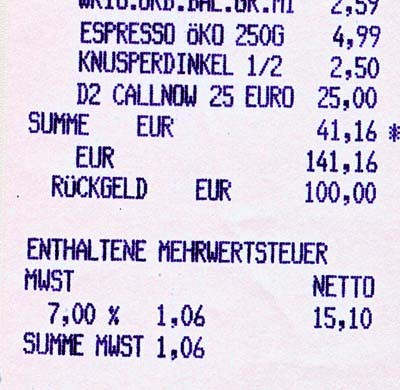 2,59
ESPRESSO öKO 250G 4,99
KNUSPERDINKEL 1/2 2,50
D2 CALLNOW 25 EURO 25,00
SUMME EUR 41,16 *
EUR 141,16
RüCKGELD EUR 100,00
ENTHALTENE MEHRWERTSTEUER
MWST NETTO
7,00 % 1,06 15,10
SUMME MWST 1,06